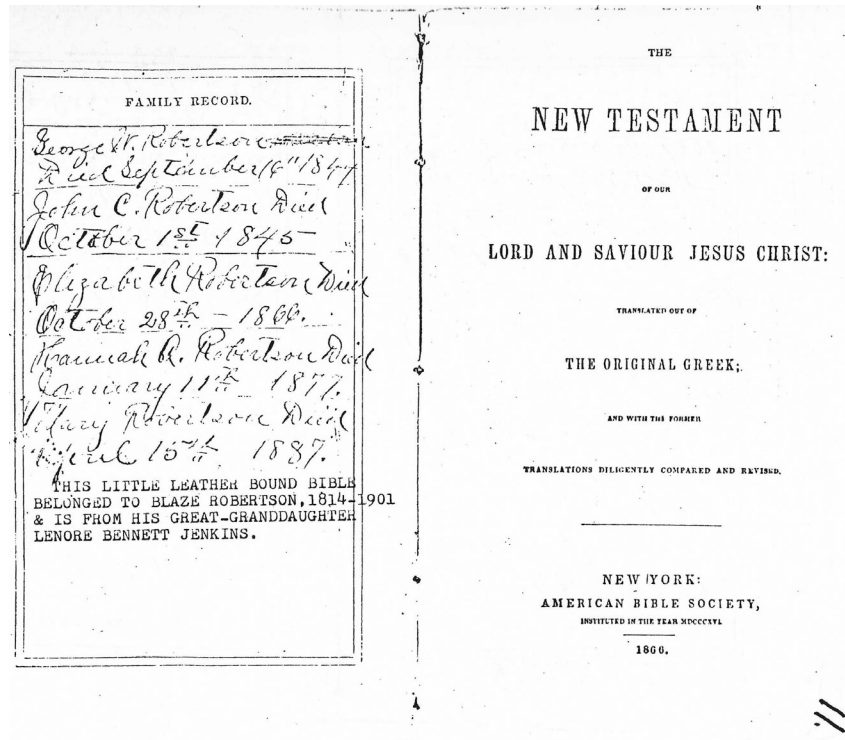 FAMILY RECORD.
George W. Robertson
Died September 1847
John C. Robertson Died
October 1st 1845
Elizabeth Robertson Died
October 28th – 1866.
Hannah A. Robertson Died
January 11th 1877.
Mary Robertson Died
April 15th 1887.
THIS LITTLE LEATHER BOUND BIBLE
BELONGED TO BLAZE ROBERTSON, 1814-1901
& IS FROM HIS GREAT-GRANDDAUGHTER
LENORE BENNETT JENKINS.
THE
NEW TESTAMENT
OF OUR
LORD AND SAVIOUR JESUS CHRIST:
TRANSLATED OUT OF
THE ORIGINAL GREEK;
AND WITH THE FORMER
TRANSLATIONS DILIGENTLY COMPARED AND REVISED.
NEW YORK:
AMERICAN BIBLE SOCIETY,
INSTITUTED IN THE YEAR MDCCCXVI.
1866.
11